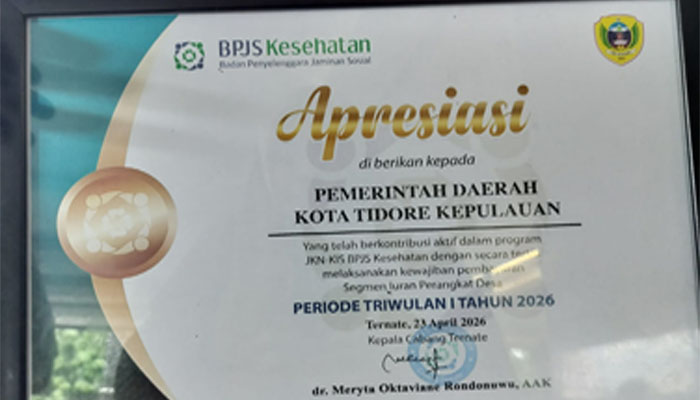 BPJS Kesehatan
Badan Penyelenggara Jaminan Sosial
Apresiasi
di berikan kepada
PEMERINTAH DAERAH
KOTA TIDORE KEPULAUAN
Yang telah berkontribusi aktif dalam program
JKN-KIS BPJS Kesehatan dengan secara
melaksanakan kewajiban pembayaran
Segmen Iuran Perangkat Desa
PERIODE TRIWULAN I TAHUN 2026
Ternate, 23 April 2026
Kepala Cabang Ternate
dr. Meryta Oktaviane Rondonuwu, AAK